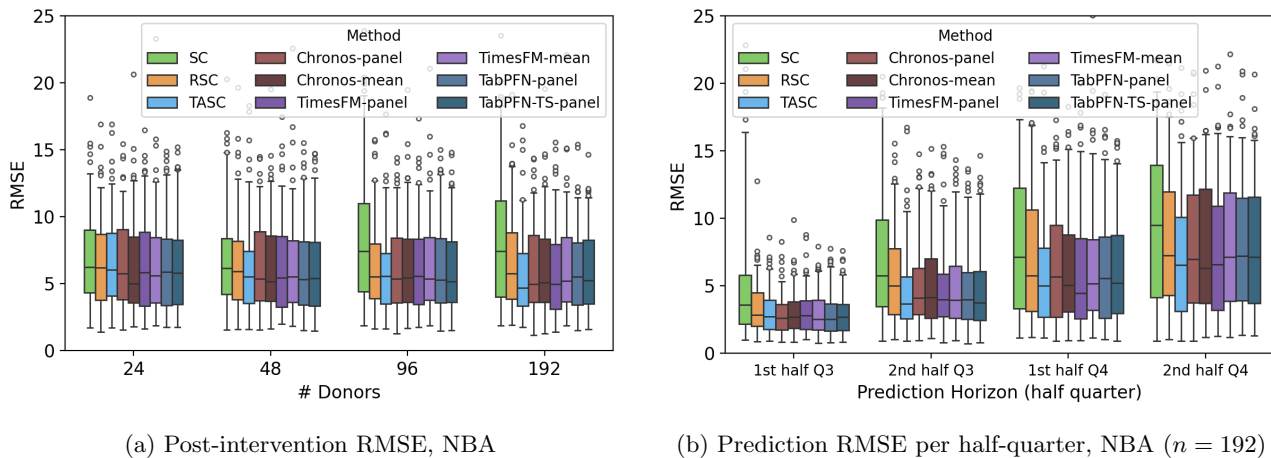 25
20
15
10
5
0
RMSE
Method
SC
RSC
TASC
Chronos-panel
Chronos-mean
TimesFM-panel
TimesFM-mean
TabPFN-panel
TabPFN-TS-panel
24
48
96
192
# Donors
(a) Post-intervention RMSE, NBA
25
20
15
10
5
0
RMSE
Method
SC
RSC
TASC
Chronos-panel
Chronos-mean
TimesFM-panel
TimesFM-mean
TabPFN-panel
TabPFN-TS-panel
1st half Q3
2nd half Q3
1st half Q4
2nd half Q4
Prediction Horizon (half quarter)
(b) Prediction RMSE per half-quarter, NBA (n = 192)